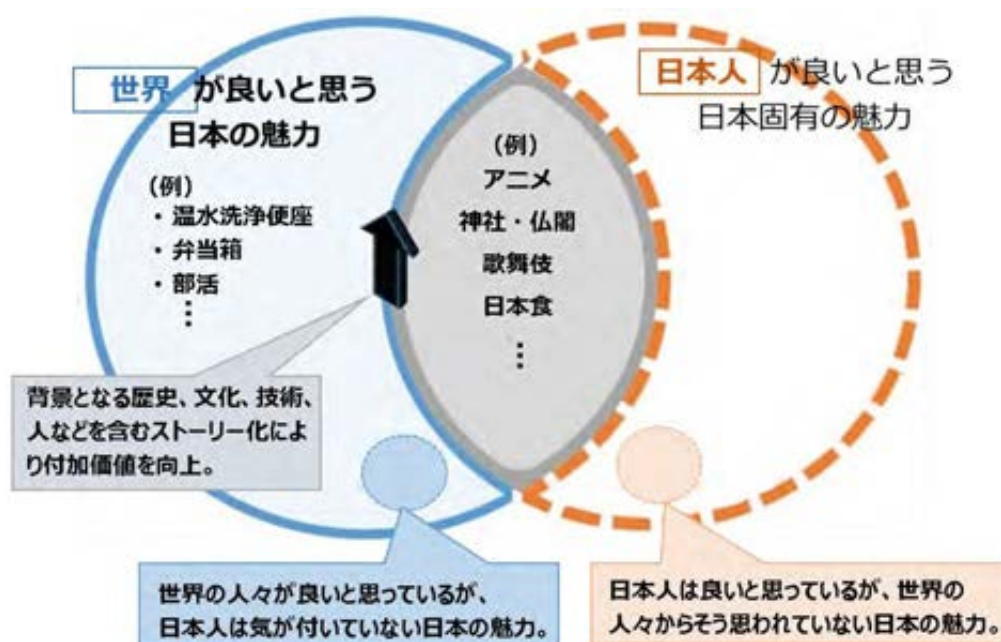 世界 が良いと思う
日本の魅力
(例)
・ 温水洗浄便座
・ 弁当箱
・ 部活
⋮
(例)
アニメ
神社・仏閣
歌舞伎
日本食
⋮
日本人 が良いと思う
日本固有の魅力
背景となる歴史、文化、技術、
人などを含むストーリー化によ
り付加価値を向上。
世界の人々が良いと思っているが、
日本人は気が付いていない日本の魅力。
日本人は良いと思っているが、世界の
人々からそう思われていない日本の魅力。